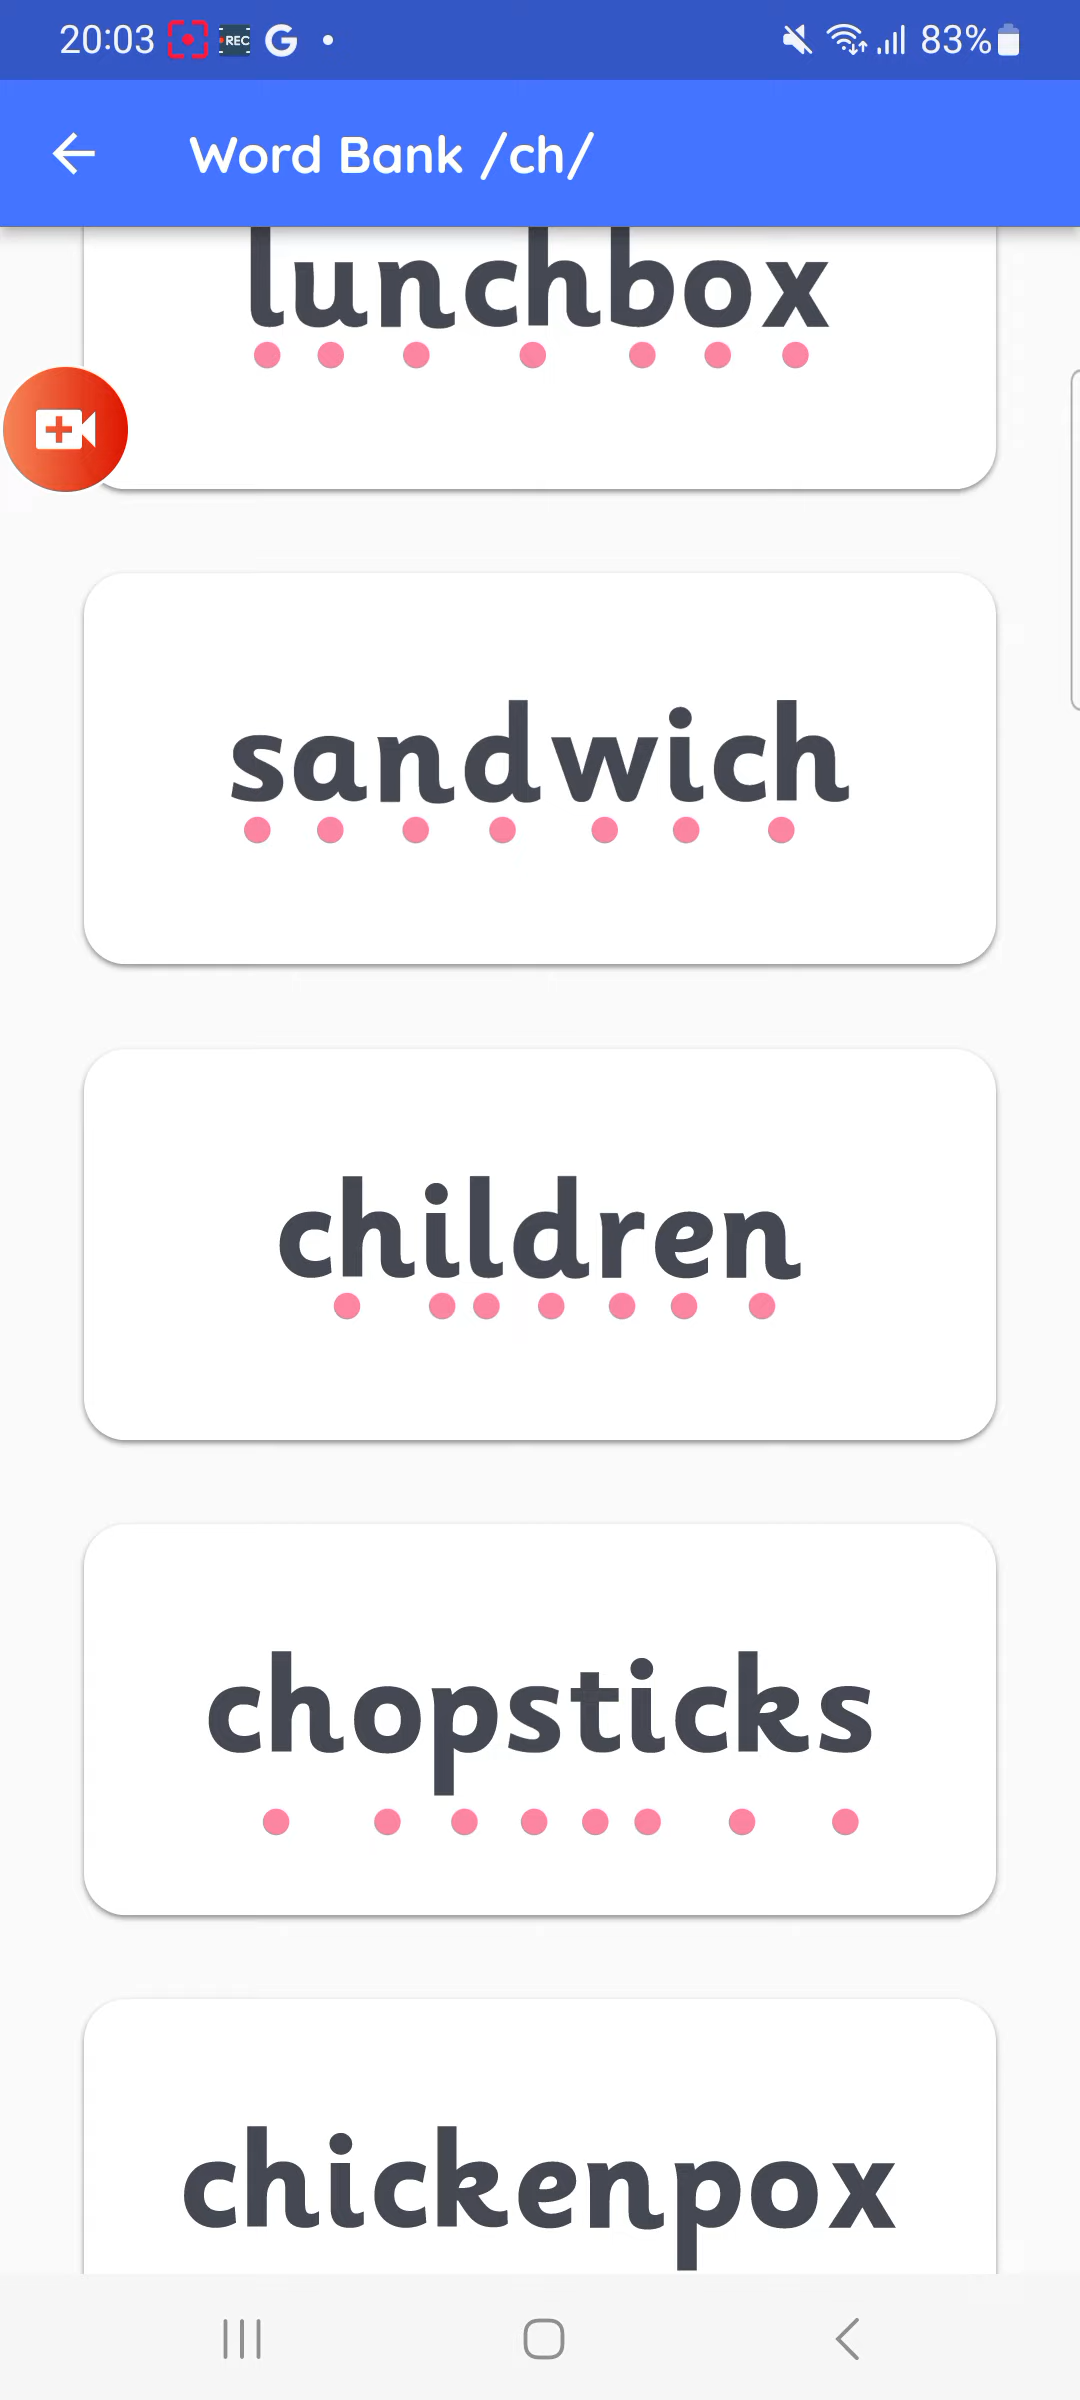 20:03 REC G 83%
Word Bank /ch/
lunchbox
sandwich
children
chopsticks
chickenpox